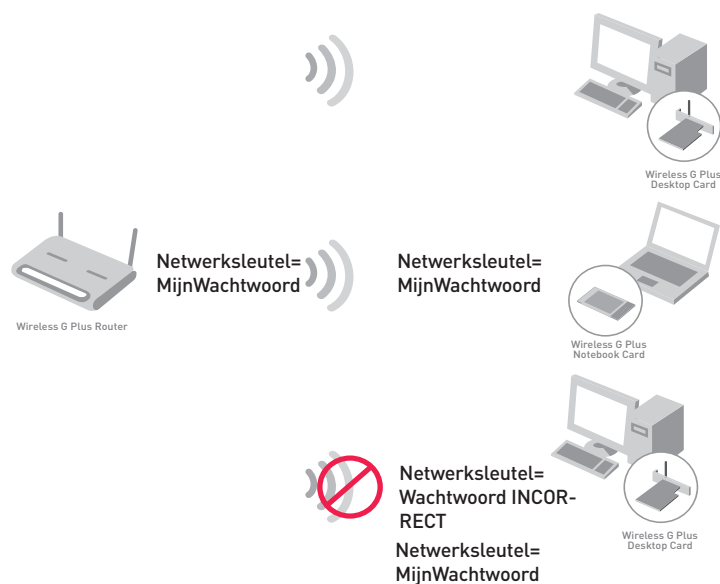 Wireless G Plus
Desktop Card
Netwerksleutel=
MijnWachtwoord
Netwerksleutel=
MijnWachtwoord
Wireless G Plus Router
Wireless G Plus
Notebook Card
Netwerksleutel=
Wachtwoord INCOR-
RECT
Wireless G Plus
Desktop Card
Netwerksleutel=
MijnWachtwoord